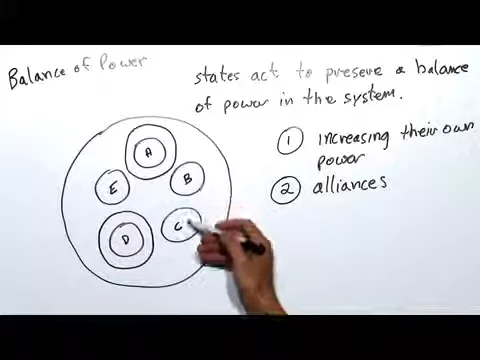 Balance of Power
states act to preseve a balance
of power in the system.
1 increasing their own
power
2 alliances
A
E
B
D
C